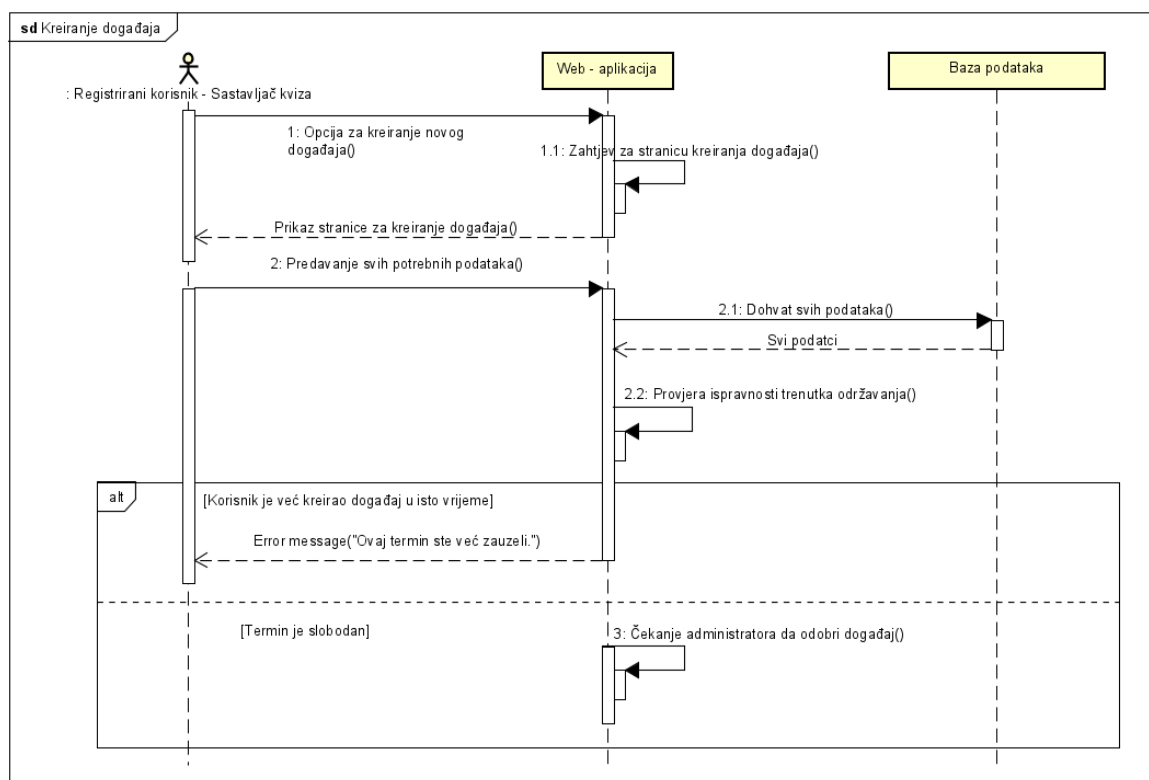 sd Kreiranje događaja
: Registrirani korisnik - Sastavljač kviza
Web - aplikacija
Baza podataka
1: Opcija za kreiranje novog
događaja()
1.1: Zahtjev za stranicu kreiranja događaja()
Prikaz stranice za kreiranje događaja()
2: Predavanje svih potrebnih podataka()
2.1: Dohvat svih podataka()
Svi podatci
2.2: Provjera ispravnosti trenutka održavanja()
alt
[Korisnik je već kreirao događaj u isto vrijeme]
Error message("Ovaj termin ste već zauzeli.")
[Termin je slobodan]
3: Čekanje administratora da odobri događaj()